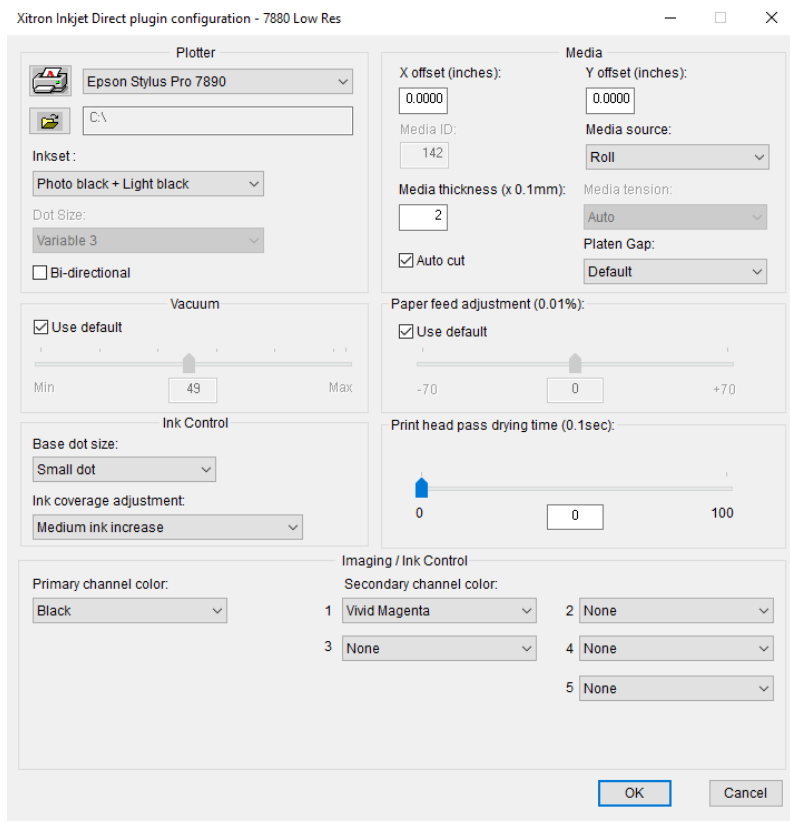 Xitron Inkjet Direct plugin configuration - 7880 Low Res
Plotter
Epson Stylus Pro 7890
C:\
Inkset :
Photo black + Light black
Dot Size:
Variable 3
Bi-directional
Media
X offset (inches):
Y offset (inches):
0.0000
0.0000
Media ID:
Media source:
142
Roll
Media thickness (x 0.1mm):
Media tension:
2
Auto
Auto cut
Platen Gap:
Default
Vacuum
Use default
Min
49
Max
Paper feed adjustment (0.01%):
Use default
-70
0
+70
Ink Control
Base dot size:
Small dot
Ink coverage adjustment:
Medium ink increase
Print head pass drying time (0.1sec):
0
0
100
Imaging / Ink Control
Primary channel color:
Secondary channel color:
Black
1 Vivid Magenta
2 None
3 None
4 None
5 None
OK
Cancel